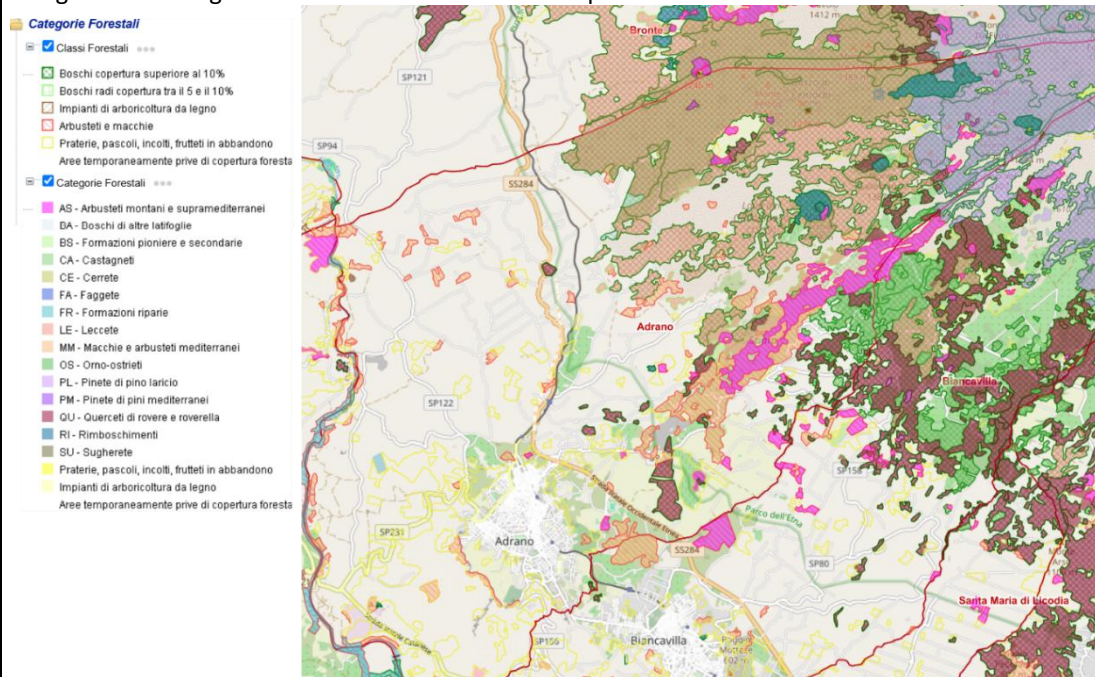 Categorie Forestali
Classi Forestali
Boschi copertura superiore al 10%
Boschi radi copertura tra il 5 e il 10%
Impianti di arboricoltura da legno
Arbusteti e macchie
Praterie, pascoli, incolti, frutteti in abbandono
Aree temporaneamente prive di copertura foresta
Categorie Forestali
AS - Arbusteti montani e supramediterranei
BA - Boschi di altre latifoglie
BS - Formazioni pioniere e secondarie
CA - Castagneti
CE - Cerrete
FA - Faggete
FR - Formazioni riparie
LE - Leccete
MM - Macchie e arbusteti mediterranei
OS - Orno-ostrieti
PL - Pinete di pino laricio
PM - Pinete di pini mediterranei
QU - Querceti di rovere e roverella
RI - Rimboschimenti
SU - Sugherete
Praterie, pascoli, incolti, frutteti in abbandono
Impianti di arboricoltura da legno
Aree temporaneamente prive di copertura foresta
1412 m
Bronte
SP121
SP94
SS284
Adrano
Biancavilla
SP122
SP158
Strada Statale Occidentale Etnea
Parco dell'Etna
SP231
Adrano
SS284
SP80
Santa Maria di Licodia
SP156
Biancavilla
602 m